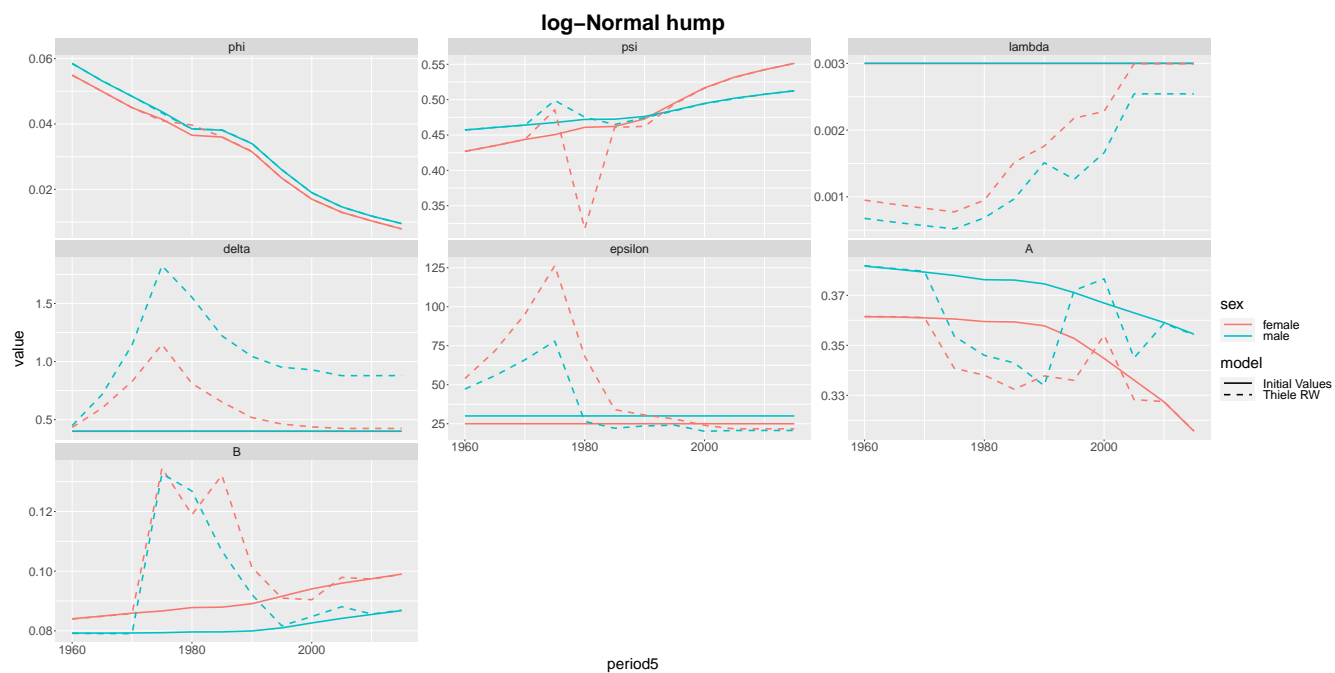 log−Normal hump
phi
psi
lambda
0.06
0.04
0.02
0.55
0.50
0.45
0.40
0.35
0.003
0.002
0.001
delta
epsilon
A
1.5
1.0
0.5
125
100
75
50
25
1960
1980
2000
0.37
0.35
0.33
1960
1980
2000
B
0.12
0.10
0.08
1960
1980
2000
value
period5
sex
female
male
model
Initial Values
Thiele RW